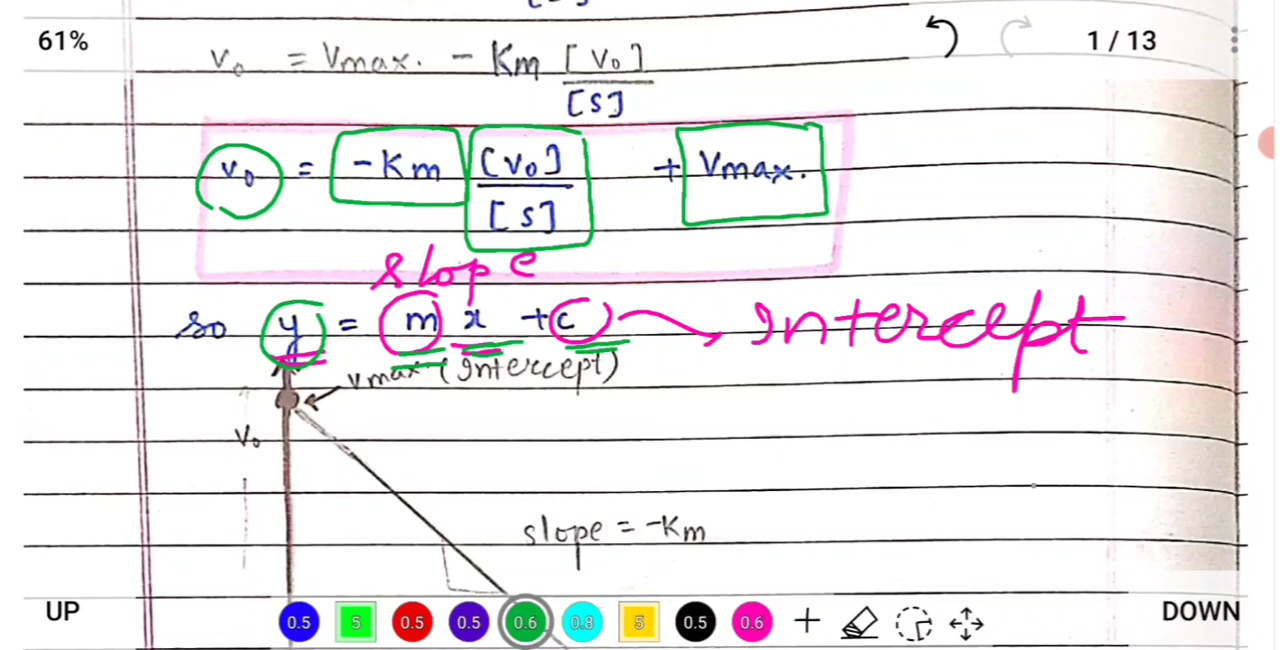 61%
1 / 13
v₀ = Vmax. - Km [v₀]
[S]
v₀ = -Km [v₀] + Vmax.
[S]
slope
so y = m x + c → Intercept
vmax (Intercept)
v₀
slope = -Km
UP
DOWN
0.5 5 0.5 0.5 0.6 0.8 5 0.5 0.6